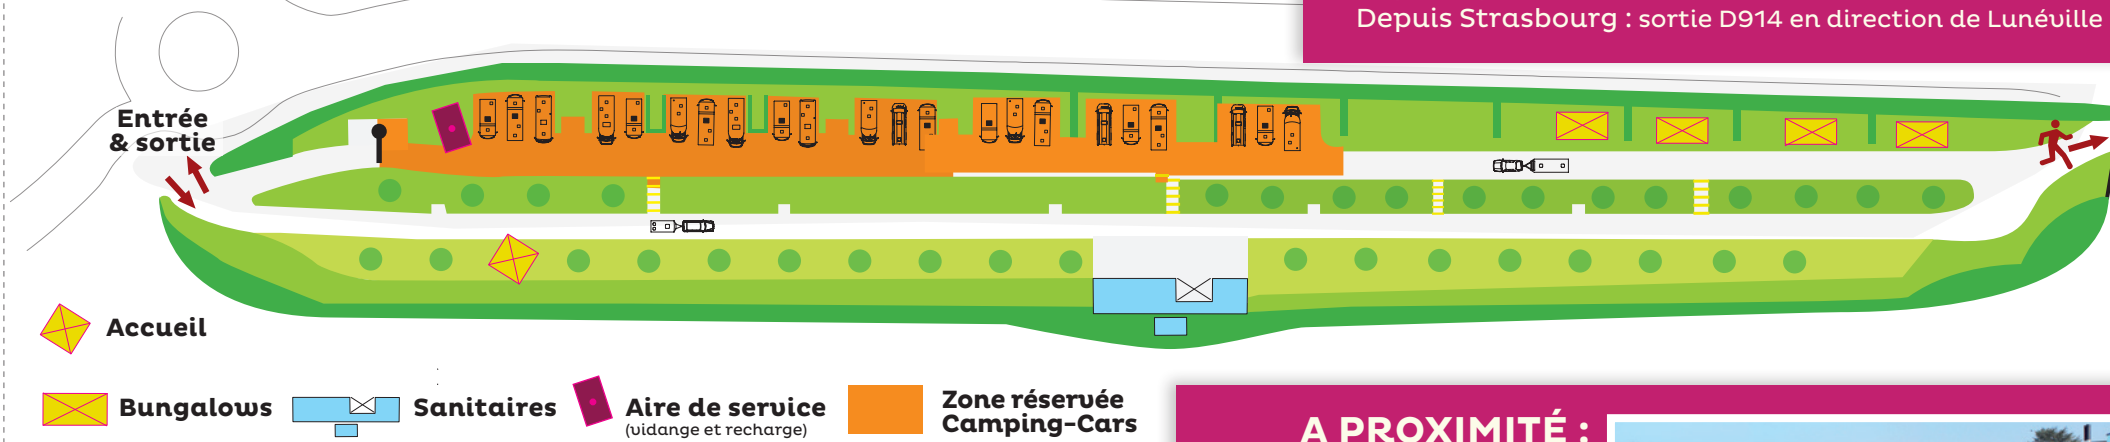 Depuis Strasbourg : sortie D914 en direction de Lunéville
Entrée
& sortie
Accueil
Bungalows
Sanitaires
Aire de service
(vidange et recharge)
Zone réservée
Camping-Cars
A PROXIMITÉ :